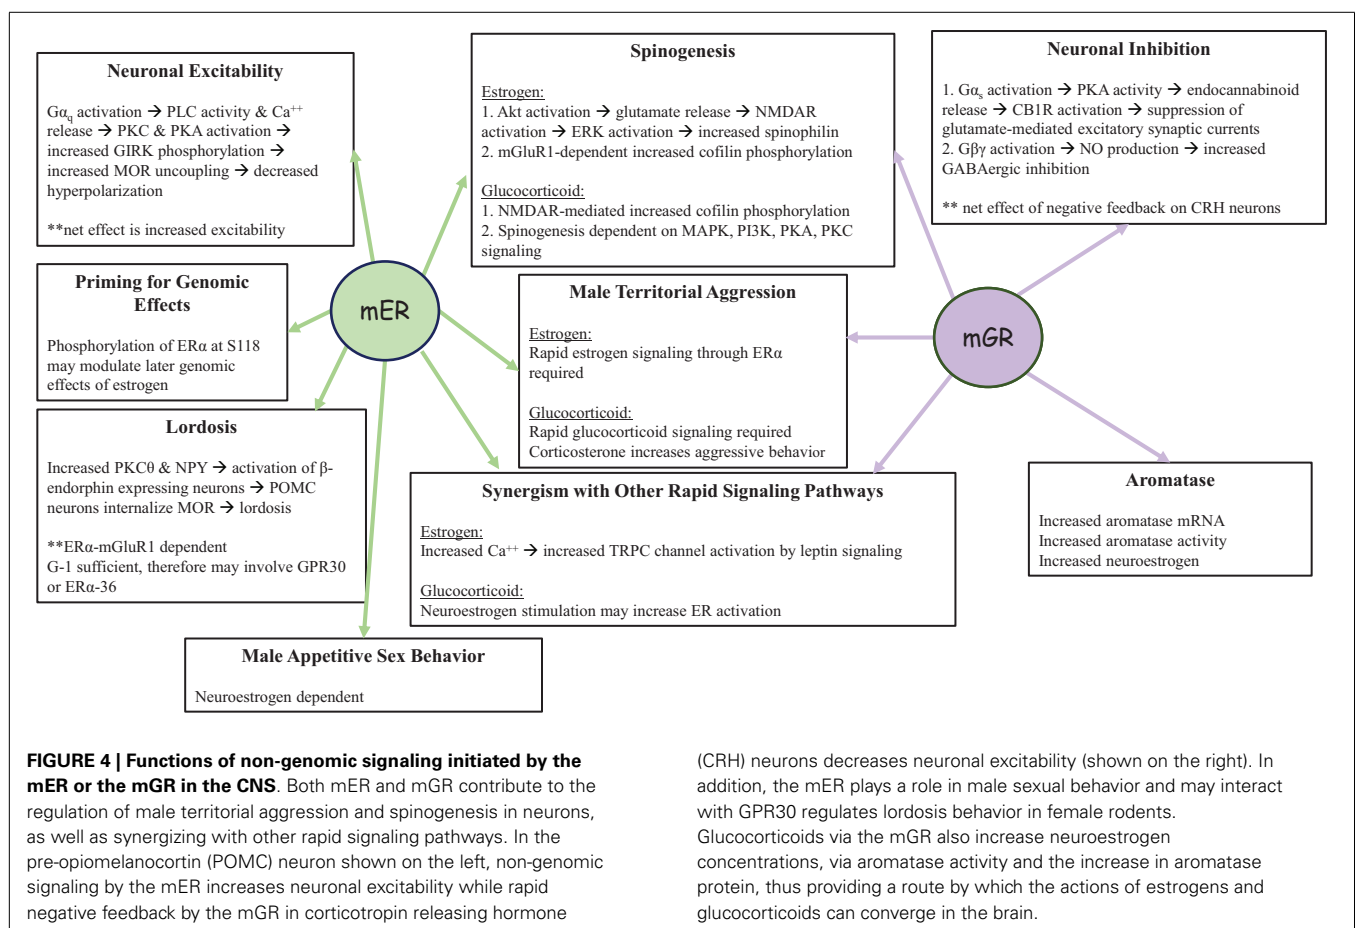 Neuronal Excitability
Gαq activation → PLC activity & Ca++
release → PKC & PKA activation →
increased GIRK phosphorylation →
increased MOR uncoupling → decreased
hyperpolarization
**net effect is increased excitability
Spinogenesis
Estrogen:
1. Akt activation → glutamate release → NMDAR
activation → ERK activation → increased spinophilin
2. mGluR1-dependent increased cofilin phosphorylation
Glucocorticoid:
1. NMDAR-mediated increased cofilin phosphorylation
2. Spinogenesis dependent on MAPK, PI3K, PKA, PKC
signaling
Neuronal Inhibition
1. Gαs activation → PKA activity → endocannabinoid
release → CB1R activation → suppression of
glutamate-mediated excitatory synaptic currents
2. Gβγ activation → NO production → increased
GABAergic inhibition
** net effect of negative feedback on CRH neurons
Priming for Genomic
Effects
Phosphorylation of ERα at S118
may modulate later genomic
effects of estrogen
mER
Male Territorial Aggression
Estrogen:
Rapid estrogen signaling through ERα
required
Glucocorticoid:
Rapid glucocorticoid signaling required
Corticosterone increases aggressive behavior
mGR
Lordosis
Increased PKCθ & NPY → activation of β-
endorphin expressing neurons → POMC
neurons internalize MOR → lordosis
**ERα-mGluR1 dependent
G-1 sufficient, therefore may involve GPR30
or ERα-36
Synergism with Other Rapid Signaling Pathways
Estrogen:
Increased Ca++ → increased TRPC channel activation by leptin signaling
Glucocorticoid:
Neuroestrogen stimulation may increase ER activation
Aromatase
Increased aromatase mRNA
Increased aromatase activity
Increased neuroestrogen
Male Appetitive Sex Behavior
Neuroestrogen dependent
FIGURE 4 | Functions of non-genomic signaling initiated by the
mER or the mGR in the CNS. Both mER and mGR contribute to the
regulation of male territorial aggression and spinogenesis in neurons,
as well as synergizing with other rapid signaling pathways. In the
pre-opiomelanocortin (POMC) neuron shown on the left, non-genomic
signaling by the mER increases neuronal excitability while rapid
negative feedback by the mGR in corticotropin releasing hormone
(CRH) neurons decreases neuronal excitability (shown on the right). In
addition, the mER plays a role in male sexual behavior and may interact
with GPR30 regulates lordosis behavior in female rodents.
Glucocorticoids via the mGR also increase neuroestrogen
concentrations, via aromatase activity and the increase in aromatase
protein, thus providing a route by which the actions of estrogens and
glucocorticoids can converge in the brain.